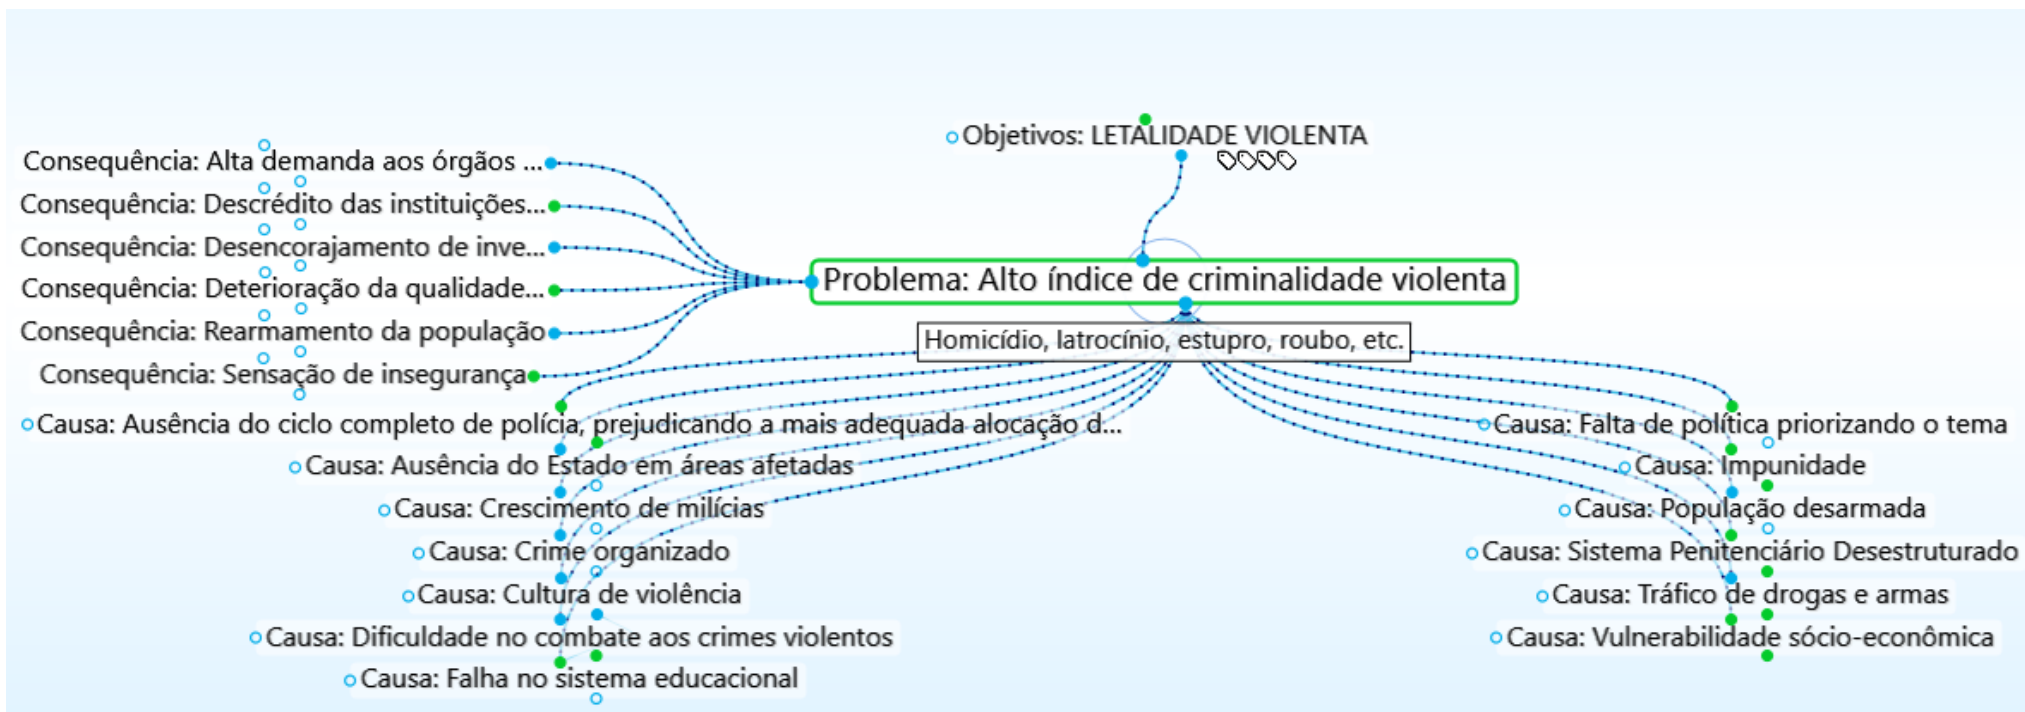 Objetivos: LETALIDADE VIOLENTA
Consequência: Alta demanda aos órgãos ...
Consequência: Descrédito das instituições...
Consequência: Desencorajamento de inve...
Consequência: Deterioração da qualidade...
Consequência: Rearmamento da população
Consequência: Sensação de insegurança
Problema: Alto índice de criminalidade violenta
Homicídio, latrocínio, estupro, roubo, etc.
Causa: Ausência do ciclo completo de polícia, prejudicando a mais adequada alocação d...
Causa: Ausência do Estado em áreas afetadas
Causa: Crescimento de milícias
Causa: Crime organizado
Causa: Cultura de violência
Causa: Dificuldade no combate aos crimes violentos
Causa: Falha no sistema educacional
Causa: Falta de política priorizando o tema
Causa: Impunidade
Causa: População desarmada
Causa: Sistema Penitenciário Desestruturado
Causa: Tráfico de drogas e armas
Causa: Vulnerabilidade sócio-econômica